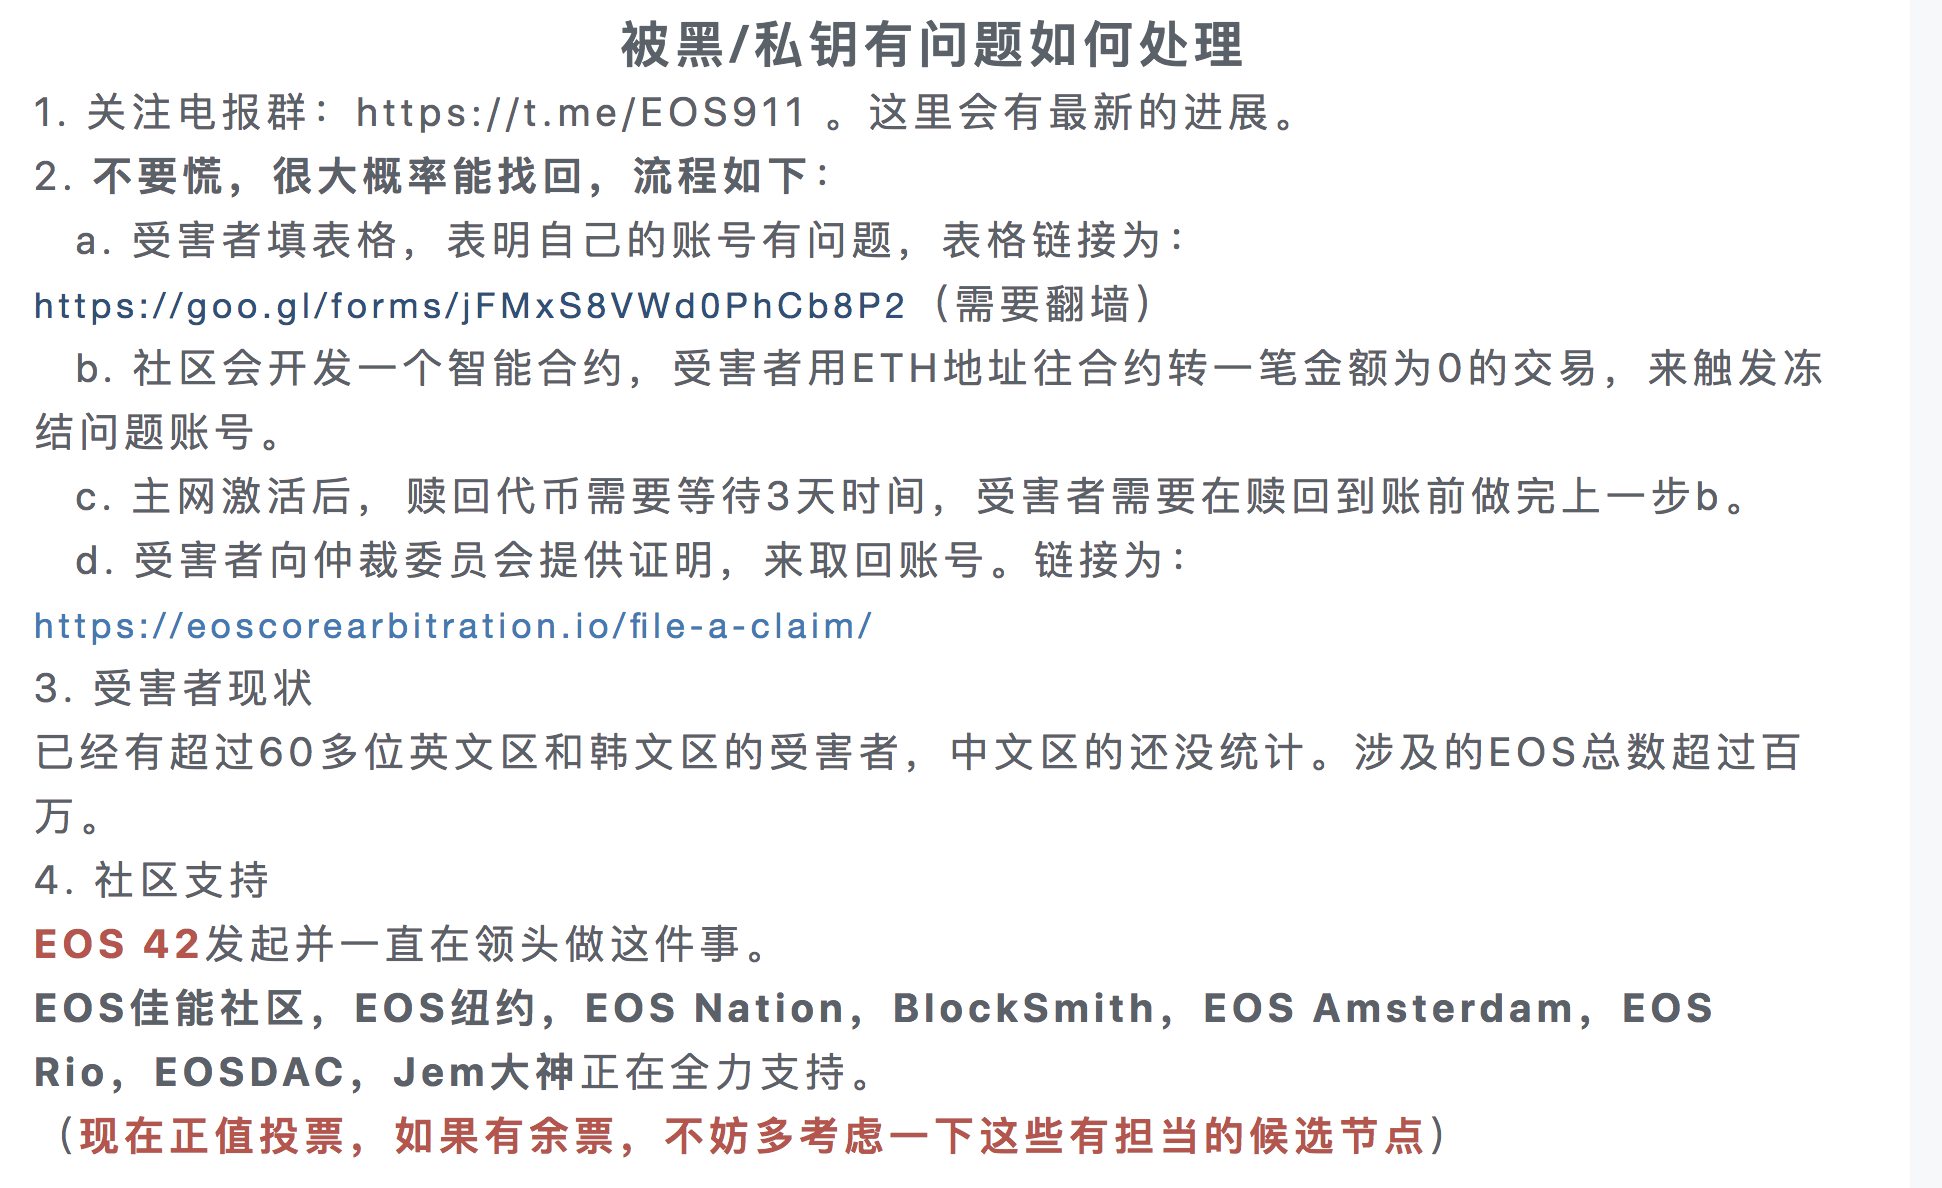 被黑/私钥有问题如何处理
1. 关注电报群：https://t.me/EOS911 。这里会有最新的进展。
2. 不要慌，很大概率能找回，流程如下：
a. 受害者填表格，表明自己的账号有问题，表格链接为：
https://goo.gl/forms/jFMxS8VWd0PhCb8P2（需要翻墙）
b. 社区会开发一个智能合约，受害者用ETH地址往合约转一笔金额为0的交易，来触发冻
结问题账号。
c. 主网激活后，赎回代币需要等待3天时间，受害者需要在赎回到账前做完上一步b。
d. 受害者向仲裁委员会提供证明，来取回账号。链接为：
https://eoscorearbitration.io/file-a-claim/
3. 受害者现状
已经有超过60多位英文区和韩文区的受害者，中文区的还没统计。涉及的EOS总数超过百
万。
4. 社区支持
EOS 42发起并一直在领头做这件事。
EOS佳能社区，EOS纽约，EOS Nation，BlockSmith，EOS Amsterdam，EOS
Rio，EOSDAC，Jem大神正在全力支持。
（现在正值投票，如果有余票，不妨多考虑一下这些有担当的候选节点）